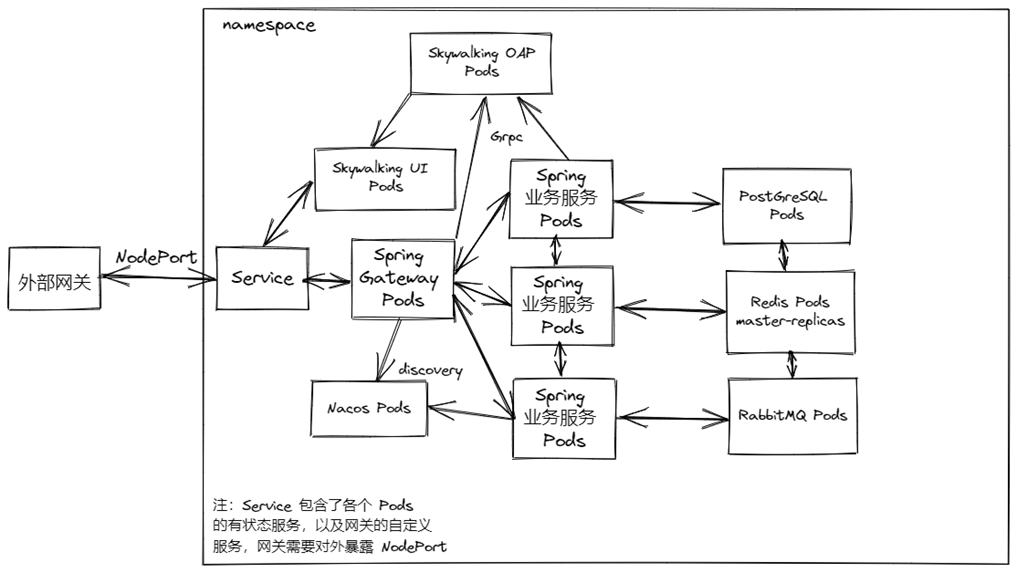 namespace
Skywalking OAP
Pods
Grpc
Skywalking UI
Pods
Spring
业务服务
Pods
PostGreSQL
Pods
NodePort
外部网关
Service
Spring
Gateway
Pods
Spring
业务服务
Pods
Redis Pods
master-replicas
discovery
Nacos Pods
Spring
业务服务
Pods
RabbitMQ Pods
注：Service 包含了各个 Pods
的有状态服务，以及网关的自定义
服务，网关需要对外暴露 NodePort